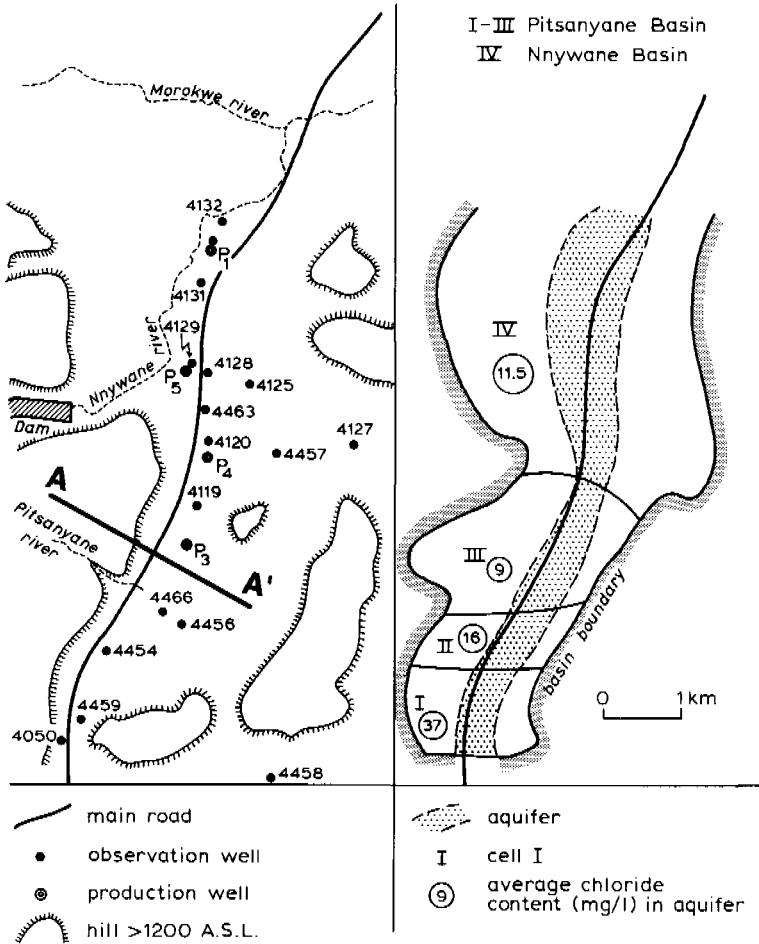 I-III Pitsanyane Basin
IV Nnywane Basin
Morokwe river
4132
P1
4131
4129
Nnywane river
P5
4128
4125
4463
Dam
4120
4457
4127
P4
A
4119
Pitsanyane river
P3
A'
4466
4456
4454
4459
4050
4458
IV
11.5
III
9
II
16
I
37
basin boundary
0 1km
main road
observation well
production well
hill >1200 A.S.L.
aquifer
I cell I
9 average chloride
content (mg/l) in aquifer